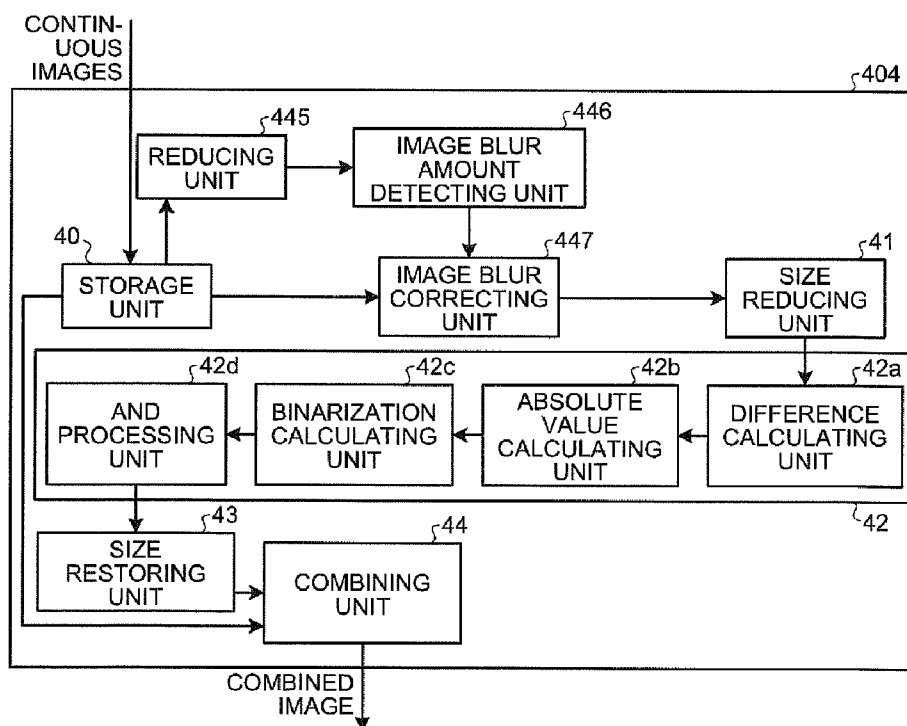 CONTIN-
UOUS
IMAGES
404
445
REDUCING
UNIT
446
IMAGE BLUR
AMOUNT
DETECTING UNIT
40
STORAGE
UNIT
447
IMAGE BLUR
CORRECTING
UNIT
41
SIZE
REDUCING
UNIT
42d
AND
PROCESSING
UNIT
42c
BINARIZATION
CALCULATING
UNIT
42b
ABSOLUTE
VALUE
CALCULATING
UNIT
42a
DIFFERENCE
CALCULATING
UNIT
42
43
SIZE
RESTORING
UNIT
44
COMBINING
UNIT
COMBINED
IMAGE